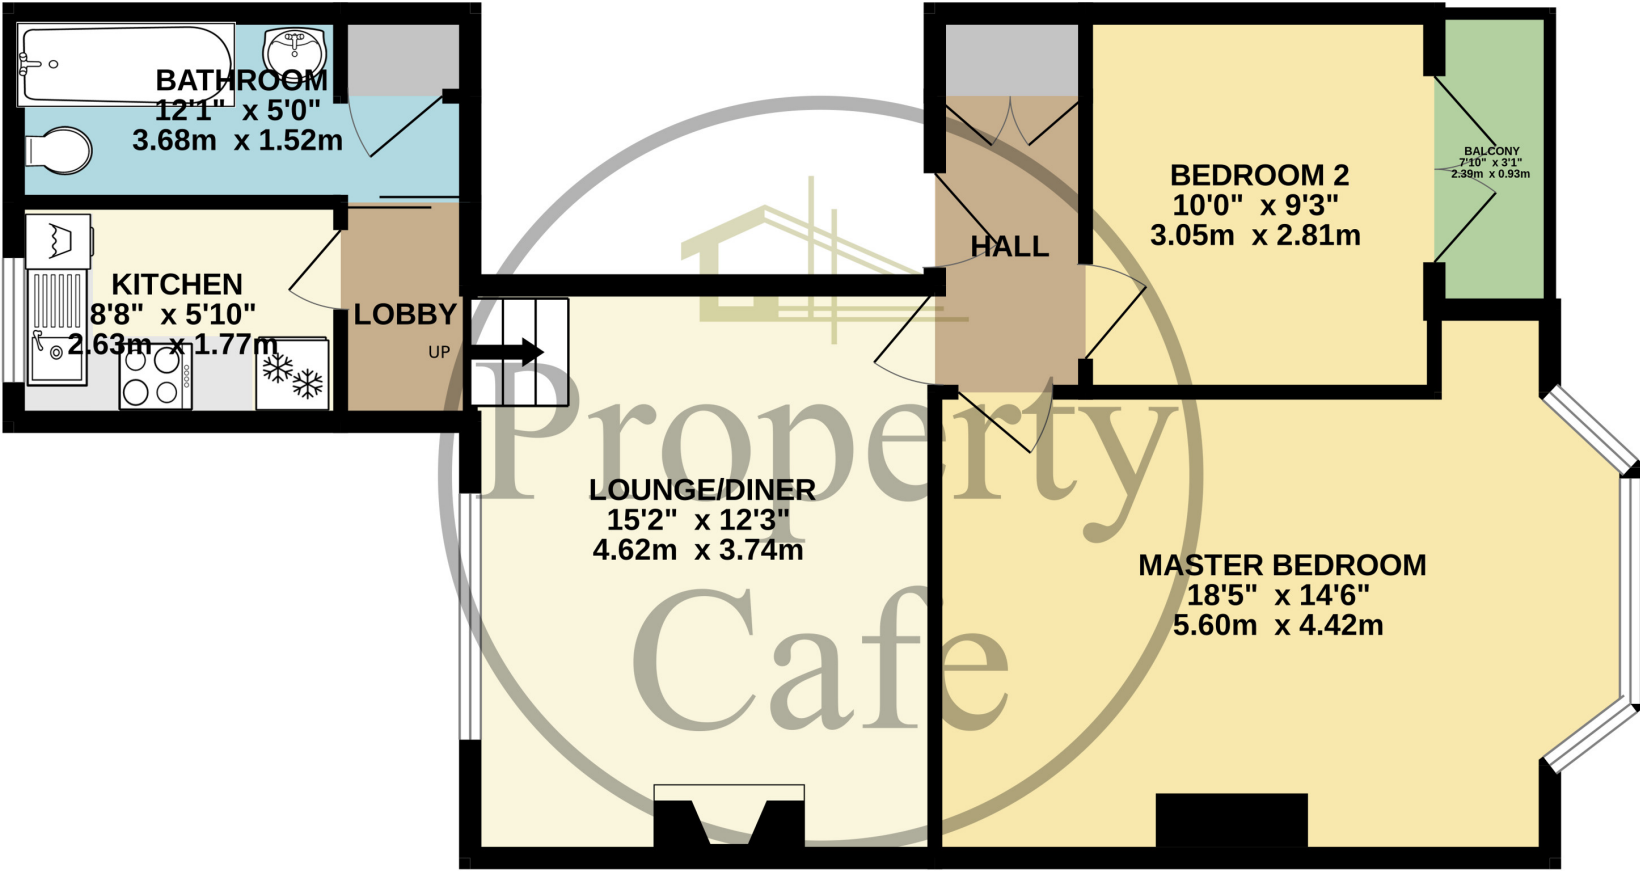 BATHROOM
12'1" x 5'0"
3.68m x 1.52m
KITCHEN
8'8" x 5'10"
2.63m x 1.77m
LOBBY
UP
HALL
BEDROOM 2
10'0" x 9'3"
3.05m x 2.81m
BALCONY
7'10" x 3'1"
2.39m x 0.93m
LOUNGE/DINER
15'2" x 12'3"
4.62m x 3.74m
MASTER BEDROOM
18'5" x 14'6"
5.60m x 4.42m
Property
Cafe